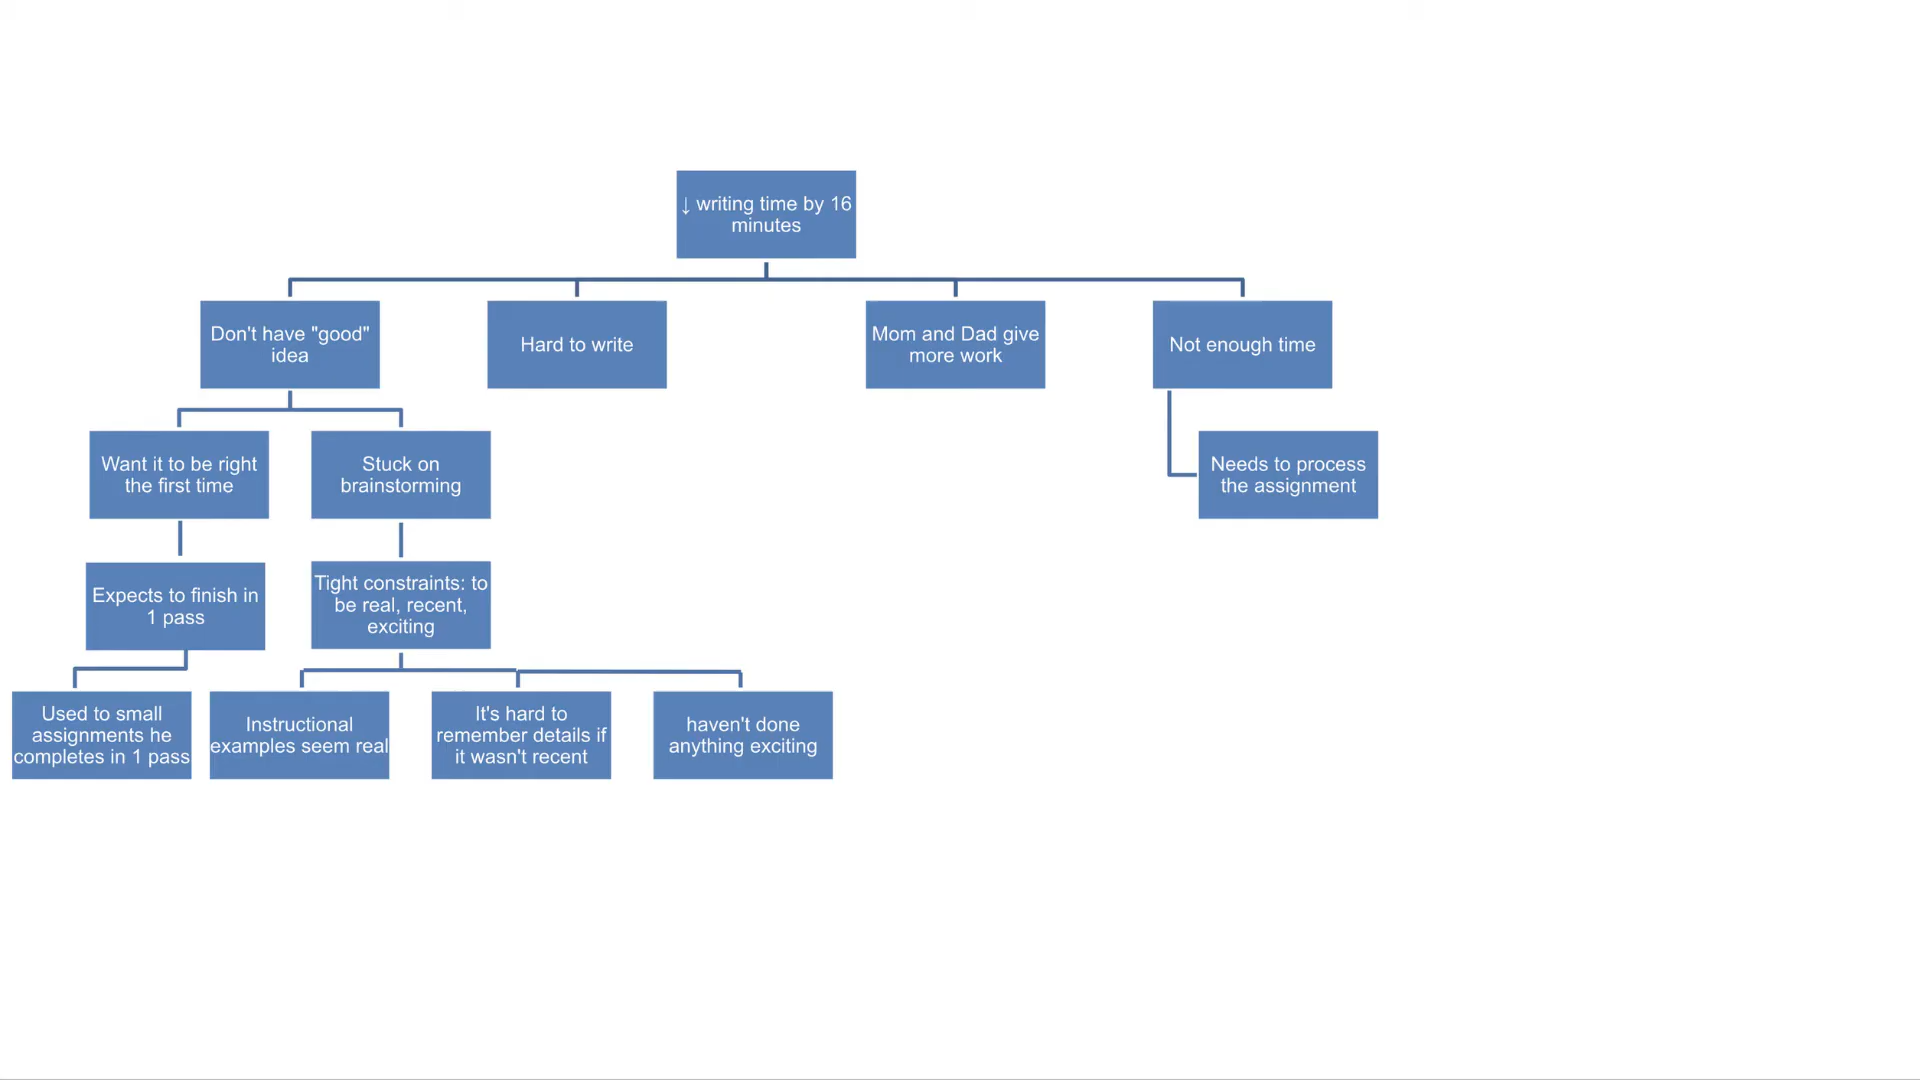 ↓ writing time by 16
minutes
Don't have "good"
idea
Hard to write
Mom and Dad give
more work
Not enough time
Want it to be right
the first time
Stuck on
brainstorming
Needs to process
the assignment
Expects to finish in
1 pass
Tight constraints: to
be real, recent,
exciting
Used to small
assignments he
completes in 1 pass
Instructional
examples seem real
It's hard to
remember details if
it wasn't recent
haven't done
anything exciting